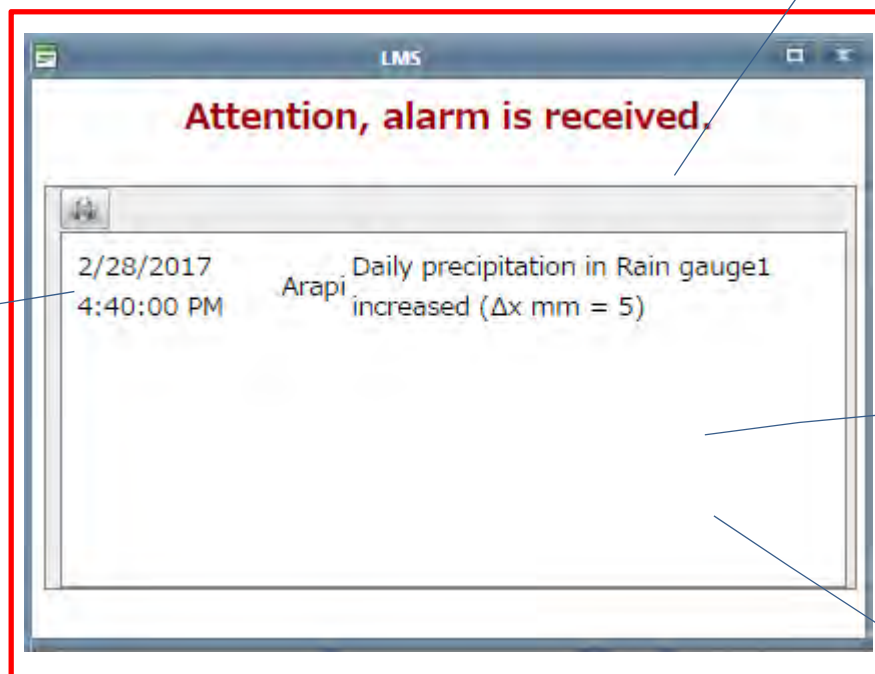 LMS
Attention, alarm is received.
2/28/2017
4:40:00 PM
Arapi
Daily precipitation in Rain gauge1
increased (Δx mm = 5)